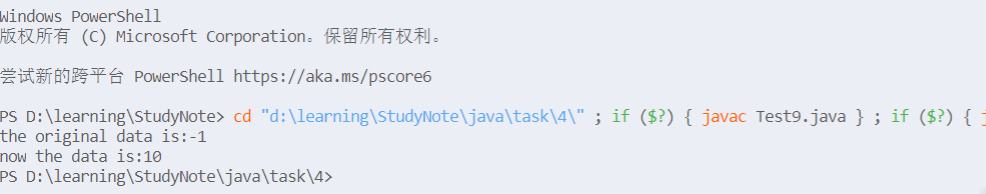 Windows PowerShell
版权所有 (C) Microsoft Corporation。保留所有权利。
尝试新的跨平台 PowerShell https://aka.ms/pscore6
PS D:\learning\StudyNote> cd "d:\learning\StudyNote\java\task\4\" ; if ($?) { javac Test9.java } ; if ($?) {
the original data is:-1
now the data is:10
PS D:\learning\StudyNote\java\task\4>